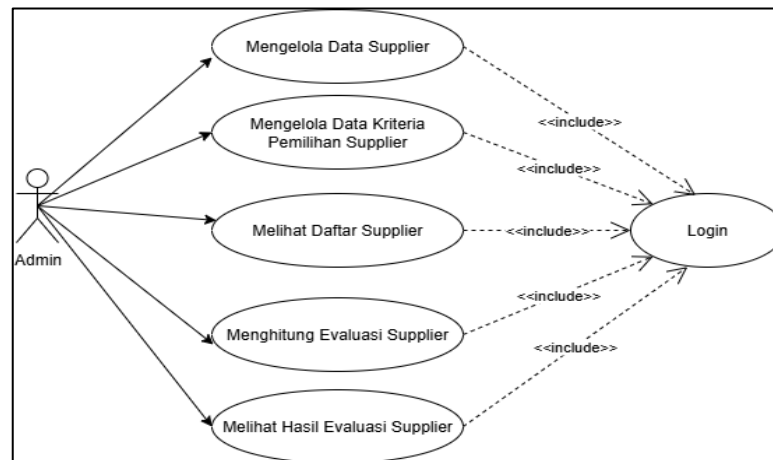 Mengelola Data Supplier
<<include>>
Mengelola Data Kriteria
Pemilihan Supplier
<<include>>
Admin
Melihat Daftar Supplier
<<include>>
Login
Menghitung Evaluasi Supplier
<<include>>
Melihat Hasil Evaluasi Supplier
<<include>>